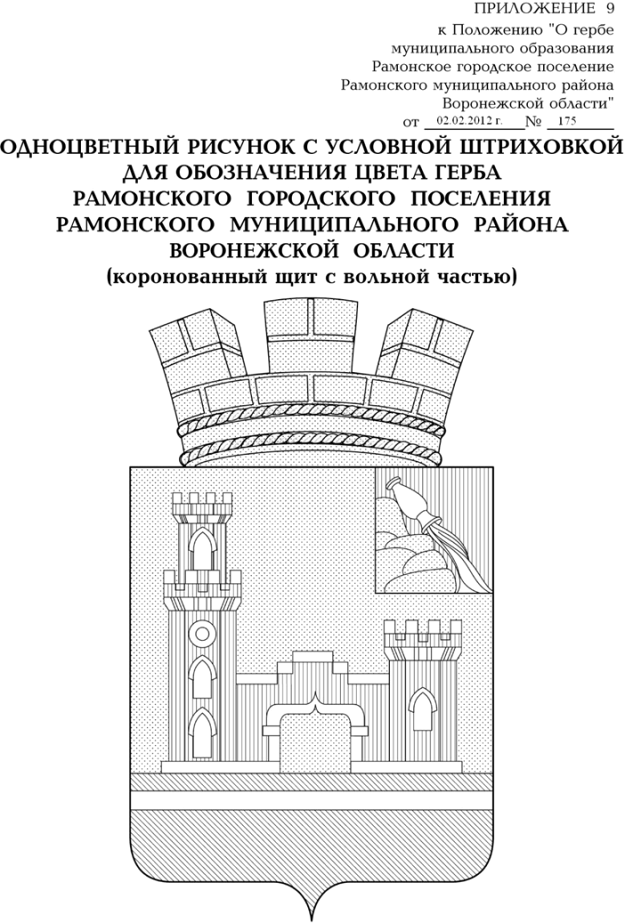 ПРИЛОЖЕНИЕ 9
к Положению "О гербе
муниципального образования
Рамонское городское поселение
Рамонского муниципального района
Воронежской области"
от 02.02.2012 г. № 175
ОДНОЦВЕТНЫЙ РИСУНОК С УСЛОВНОЙ ШТРИХОВКОЙ
ДЛЯ ОБОЗНАЧЕНИЯ ЦВЕТА ГЕРБА
РАМОНСКОГО ГОРОДСКОГО ПОСЕЛЕНИЯ
РАМОНСКОГО МУНИЦИПАЛЬНОГО РАЙОНА
ВОРОНЕЖСКОЙ ОБЛАСТИ
(коронованный щит с вольной частью)